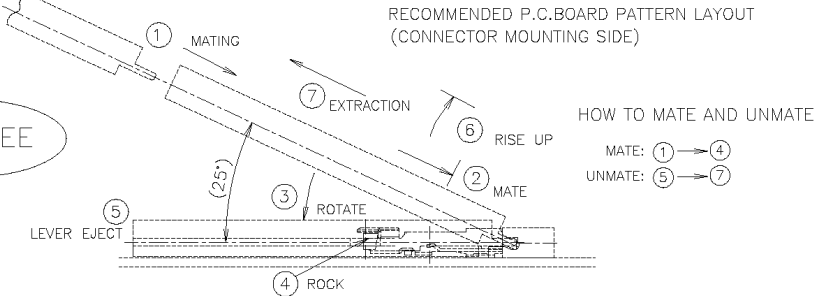 RECOMMENDED P.C.BOARD PATTERN LAYOUT
(CONNECTOR MOUNTING SIDE)
1 MATING
7 EXTRACTION
6 RISE UP
HOW TO MATE AND UNMATE
MATE: 1 → 4
UNMATE: 5 → 7
EE
2 MATE
(25°)
3 ROTATE
5
LEVER EJECT
4 ROCK